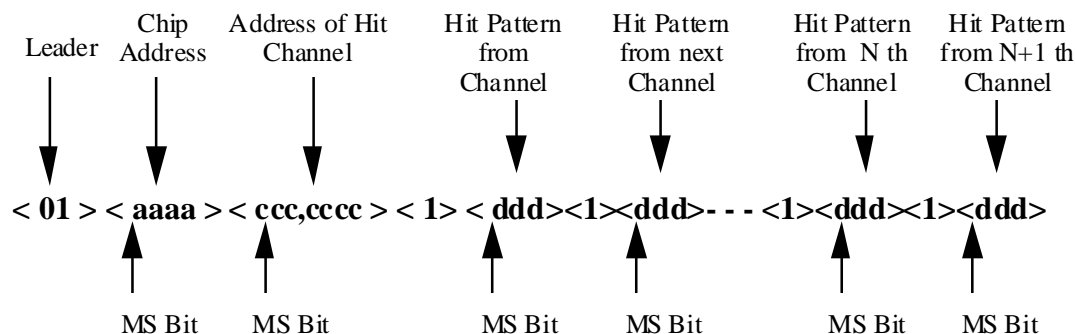 Leader
Chip
Address
Address of Hit
Channel
Hit Pattern
from
Channel
Hit Pattern
from next
Channel
Hit Pattern
from N th
Channel
Hit Pattern
from N+1 th
Channel
< 01 > < aaaa > < ccc,cccc > < 1> < ddd><1><ddd>- - - <1><ddd><1><ddd>
MS Bit
MS Bit
MS Bit
MS Bit
MS Bit
MS Bit